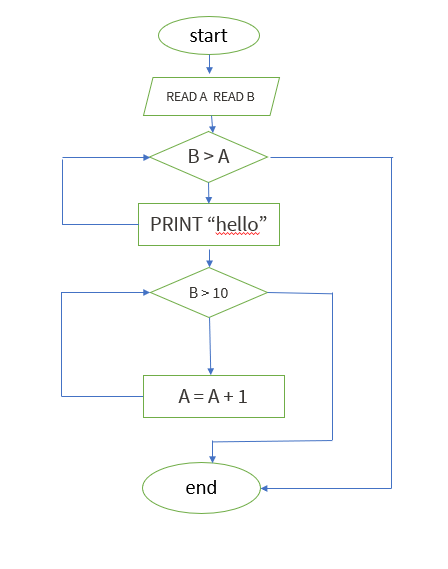 start
READ A READ B
B > A
PRINT “hello”
B > 10
A = A + 1
end